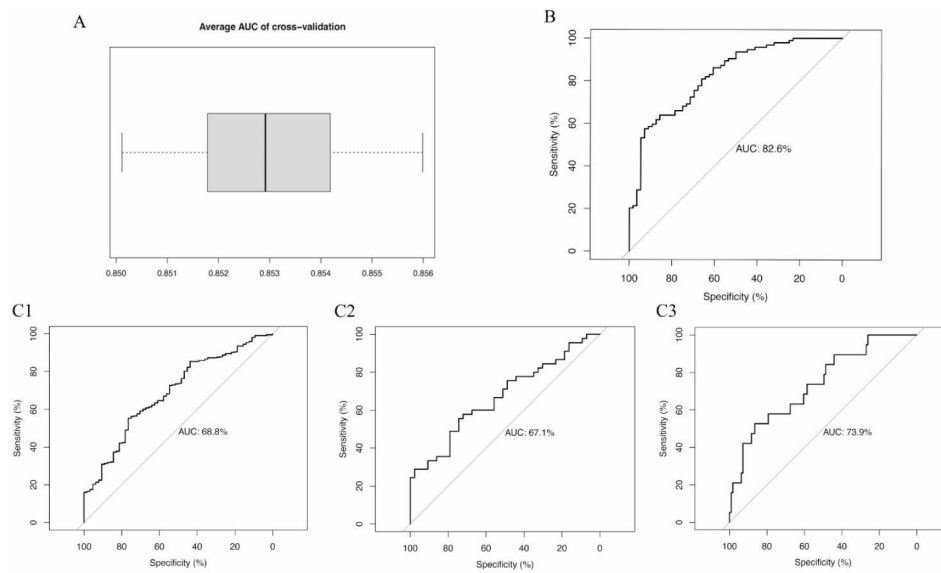 A
Average AUC of cross-validation
0.850 0.851 0.852 0.853 0.854 0.855 0.856
B
Sensitivity (%)
100
80
60
40
20
0
AUC: 82.6%
100 80 60 40 20 0
Specificity (%)
C1
Sensitivity (%)
100
80
60
40
20
0
AUC: 68.8%
100 80 60 40 20 0
Specificity (%)
C2
Sensitivity (%)
100
80
60
40
20
0
AUC: 67.1%
100 80 60 40 20 0
Specificity (%)
C3
Sensitivity (%)
100
80
60
40
20
0
AUC: 73.9%
100 80 60 40 20 0
Specificity (%)